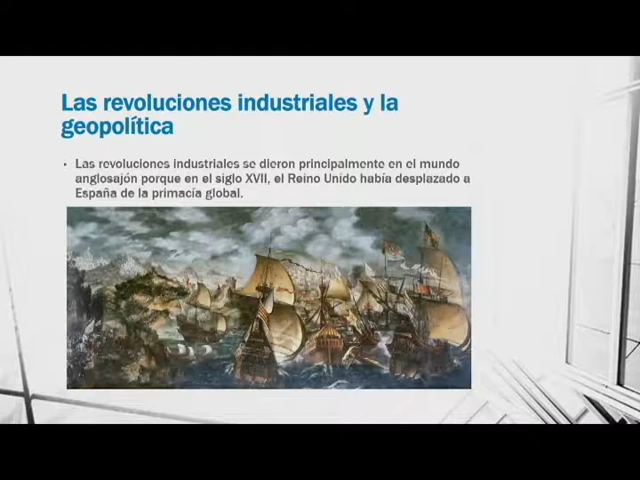 Las revoluciones industriales y la
geopolítica
• Las revoluciones industriales se dieron principalmente en el mundo
anglosajón porque en el siglo XVII, el Reino Unido había desplazado a
España de la primacía global.